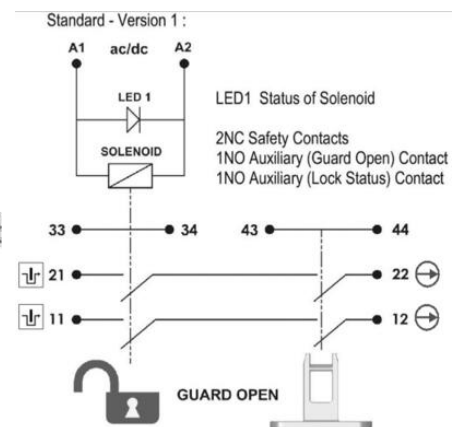 Standard - Version 1 :
A1 ac/dc A2
LED 1
LED1 Status of Solenoid
SOLENOID
2NC Safety Contacts
1NO Auxiliary (Guard Open) Contact
1NO Auxiliary (Lock Status) Contact
33 34 43 44
21 22
11 12
GUARD OPEN